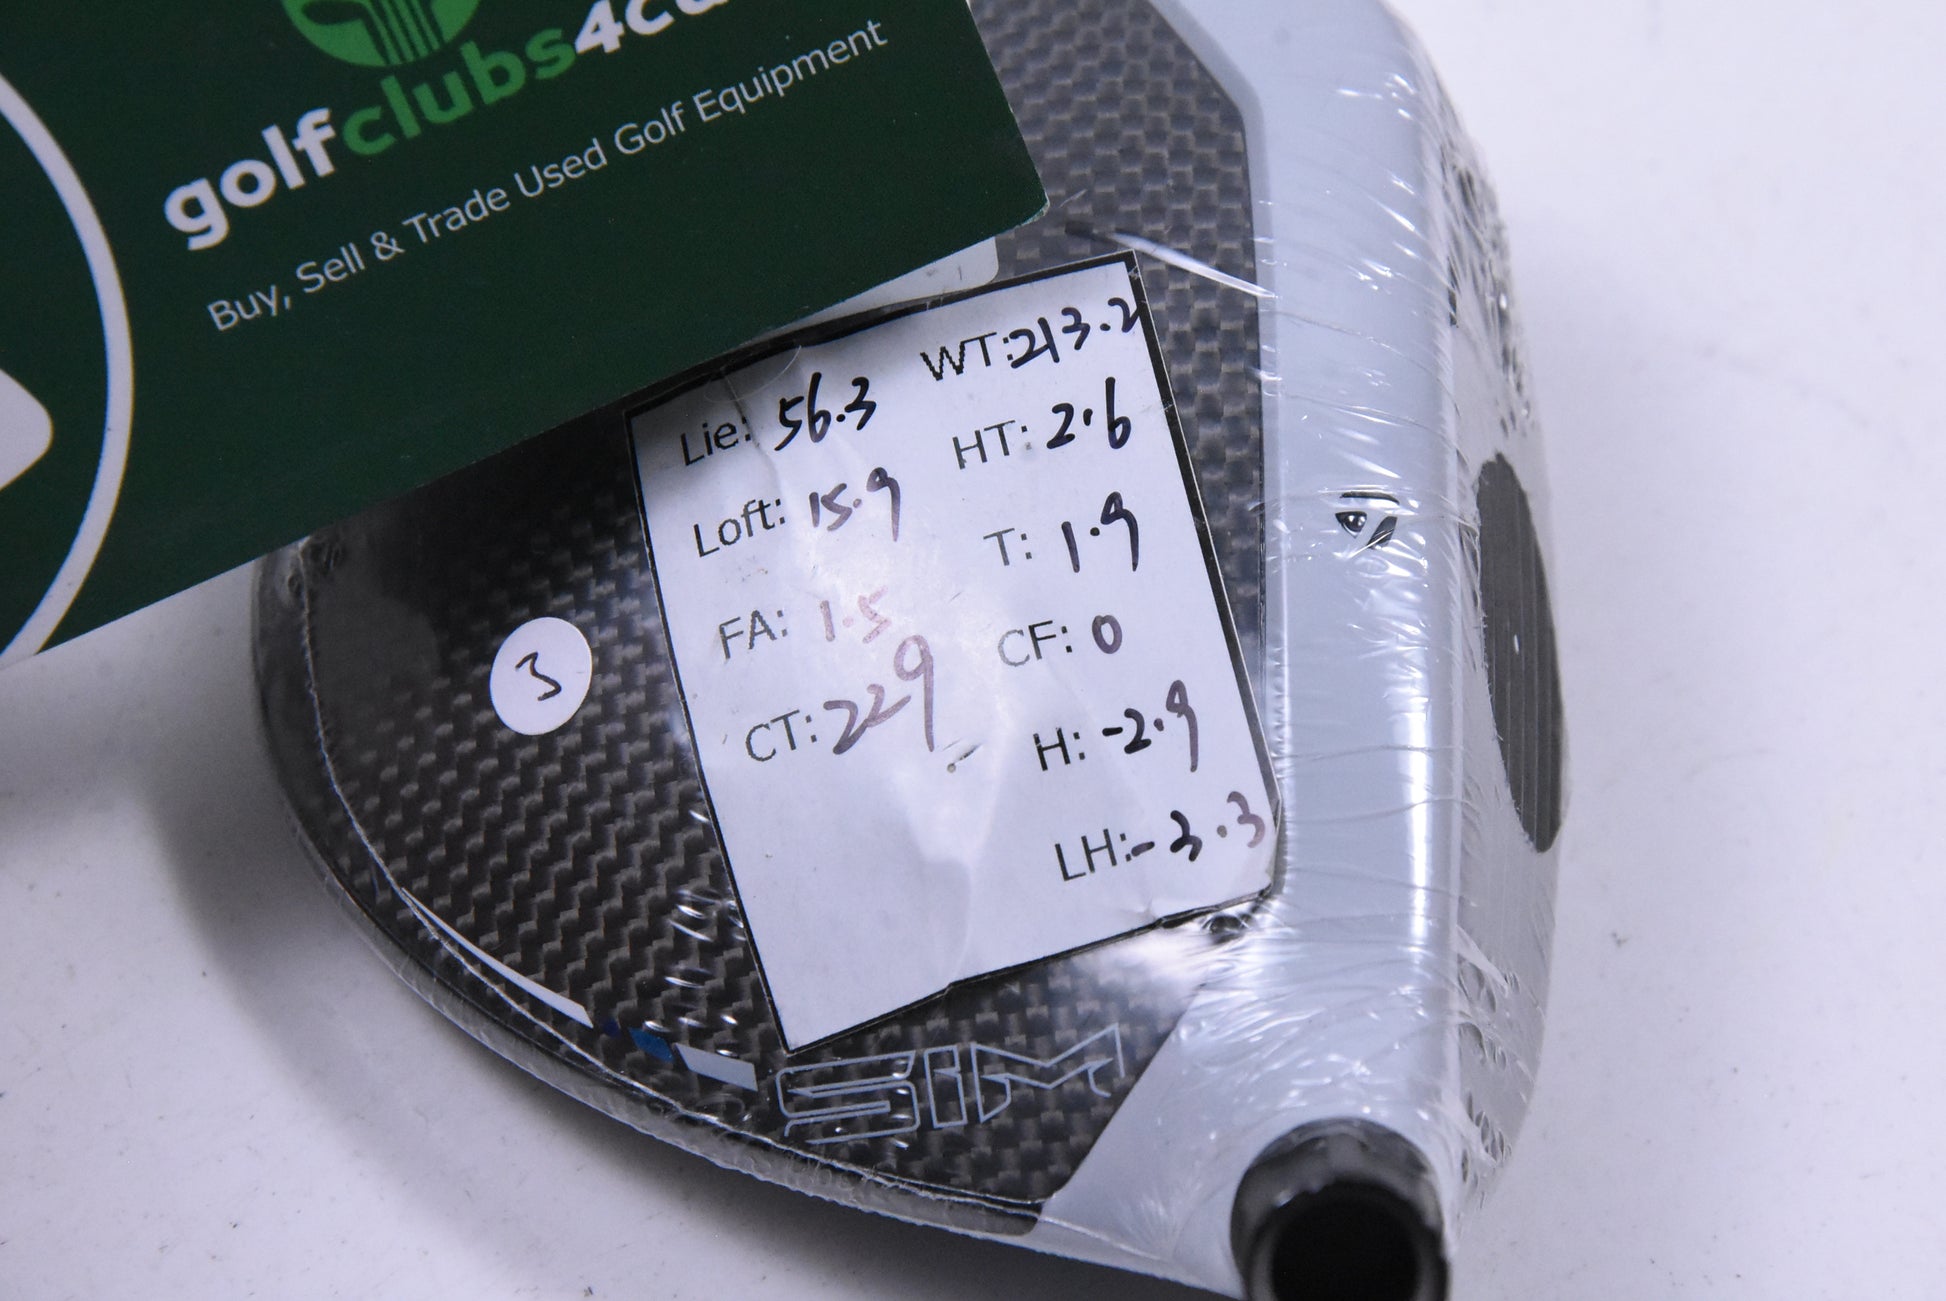 golfclubs4ca
Buy, Sell & Trade Used Golf Equipment
WT: 213.2
Lie: 56.3
HT: 2.6
Loft: 15.9
T: 1.9
FA: 1.5
CF: 0
CT: 229
H: -2.9
LH: -3.3
3
SIM